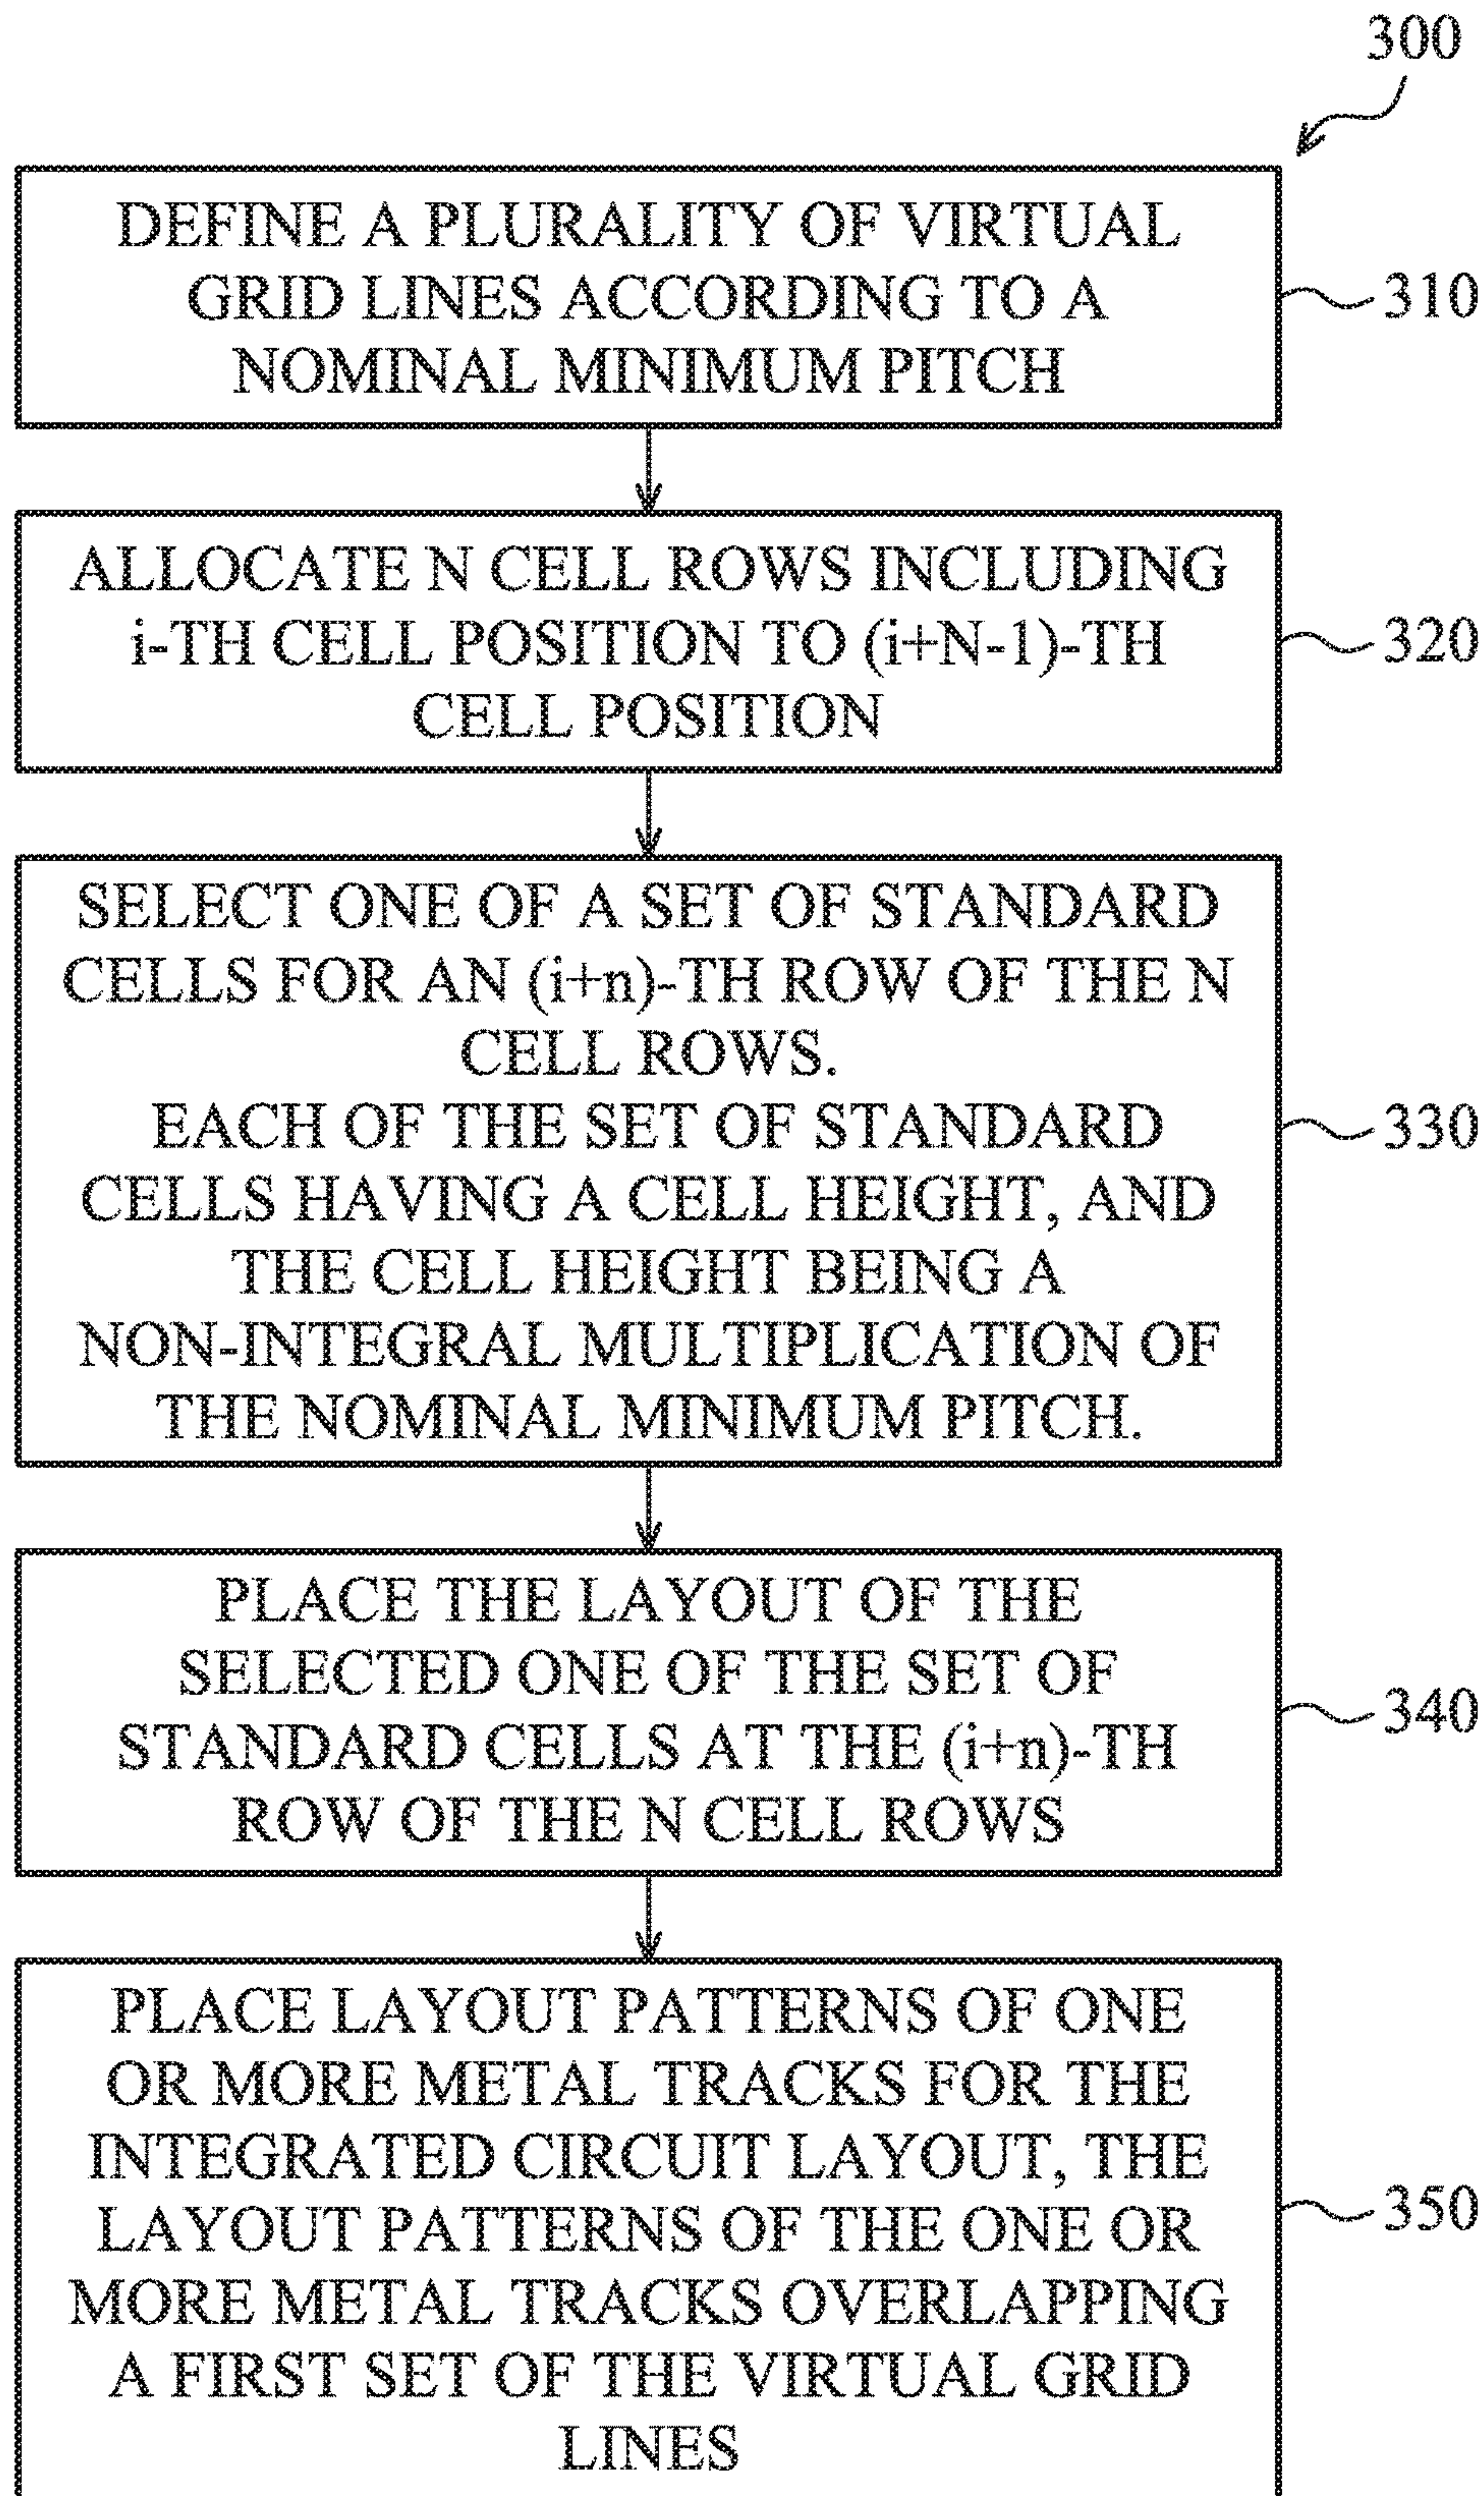 300
DEFINE A PLURALITY OF VIRTUAL
GRID LINES ACCORDING TO A
NOMINAL MINIMUM PITCH
310
ALLOCATE N CELL ROWS INCLUDING
i-TH CELL POSITION TO (i+N-1)-TH
CELL POSITION
320
SELECT ONE OF A SET OF STANDARD
CELLS FOR AN (i+n)-TH ROW OF THE N
CELL ROWS.
EACH OF THE SET OF STANDARD
CELLS HAVING A CELL HEIGHT, AND
THE CELL HEIGHT BEING A
NON-INTEGRAL MULTIPLICATION OF
THE NOMINAL MINIMUM PITCH.
330
PLACE THE LAYOUT OF THE
SELECTED ONE OF THE SET OF
STANDARD CELLS AT THE (i+n)-TH
ROW OF THE N CELL ROWS
340
PLACE LAYOUT PATTERNS OF ONE
OR MORE METAL TRACKS FOR THE
INTEGRATED CIRCUIT LAYOUT, THE
LAYOUT PATTERNS OF THE ONE OR
MORE METAL TRACKS OVERLAPPING
A FIRST SET OF THE VIRTUAL GRID
LINES
350